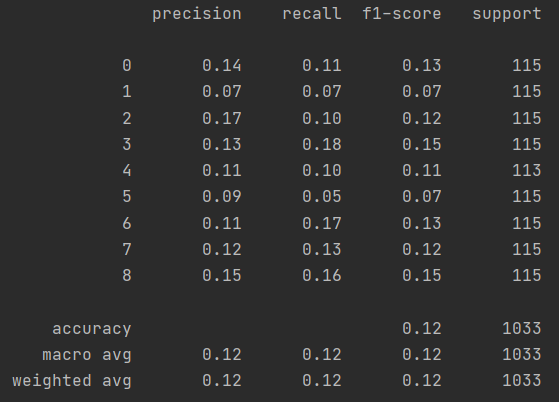 precision recall f1-score support
0 0.14 0.11 0.13 115
1 0.07 0.07 0.07 115
2 0.17 0.10 0.12 115
3 0.13 0.18 0.15 115
4 0.11 0.10 0.11 113
5 0.09 0.05 0.07 115
6 0.11 0.17 0.13 115
7 0.12 0.13 0.12 115
8 0.15 0.16 0.15 115
accuracy 0.12 1033
macro avg 0.12 0.12 0.12 1033
weighted avg 0.12 0.12 0.12 1033